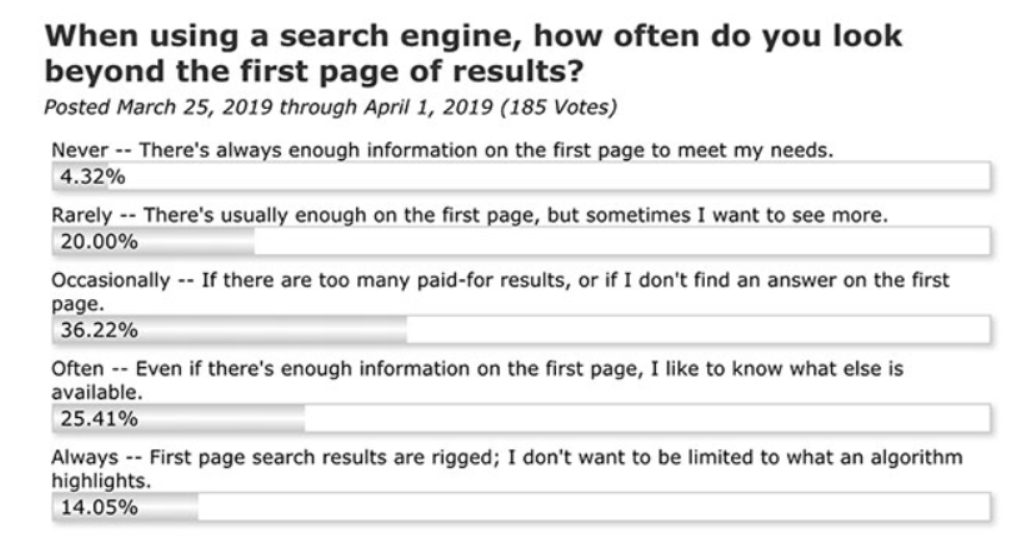 When using a search engine, how often do you look
beyond the first page of results?
Posted March 25, 2019 through April 1, 2019 (185 Votes)
Never -- There's always enough information on the first page to meet my needs.
4.32%
Rarely -- There's usually enough on the first page, but sometimes I want to see more.
20.00%
Occasionally -- If there are too many paid-for results, or if I don't find an answer on the first
page.
36.22%
Often -- Even if there's enough information on the first page, I like to know what else is
available.
25.41%
Always -- First page search results are rigged; I don't want to be limited to what an algorithm
highlights.
14.05%